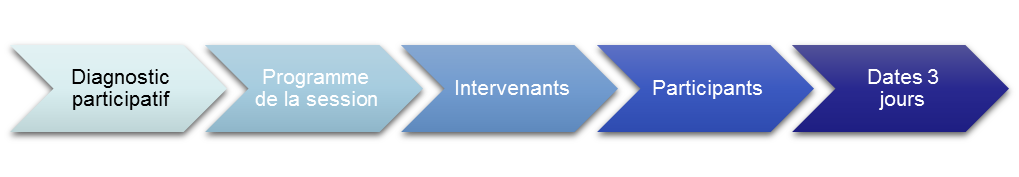 Diagnostic
participatif
Programme
de la session
Intervenants
Participants
Dates 3
jours